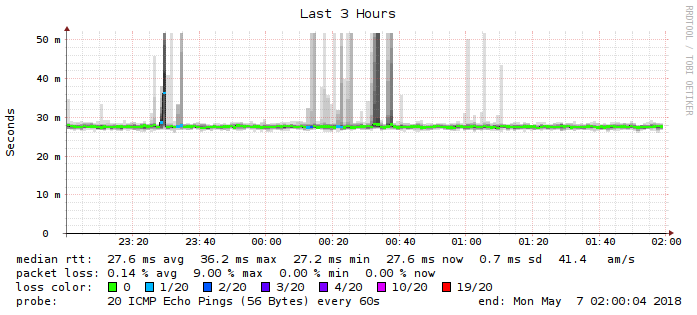 Last 3 Hours
RRDTOOL / TOBI OETIKER
Seconds
50 m
40 m
30 m
20 m
10 m
0
23:20 23:40 00:00 00:20 00:40 01:00 01:20 01:40 02:00
median rtt: 27.6 ms avg 36.2 ms max 27.2 ms min 27.6 ms now 0.7 ms sd 41.4 am/s
packet loss: 0.14 % avg 9.00 % max 0.00 % min 0.00 % now
loss color: 0 1/20 2/20 3/20 4/20 10/20 19/20
probe: 20 ICMP Echo Pings (56 Bytes) every 60s end: Mon May 7 02:00:04 2018